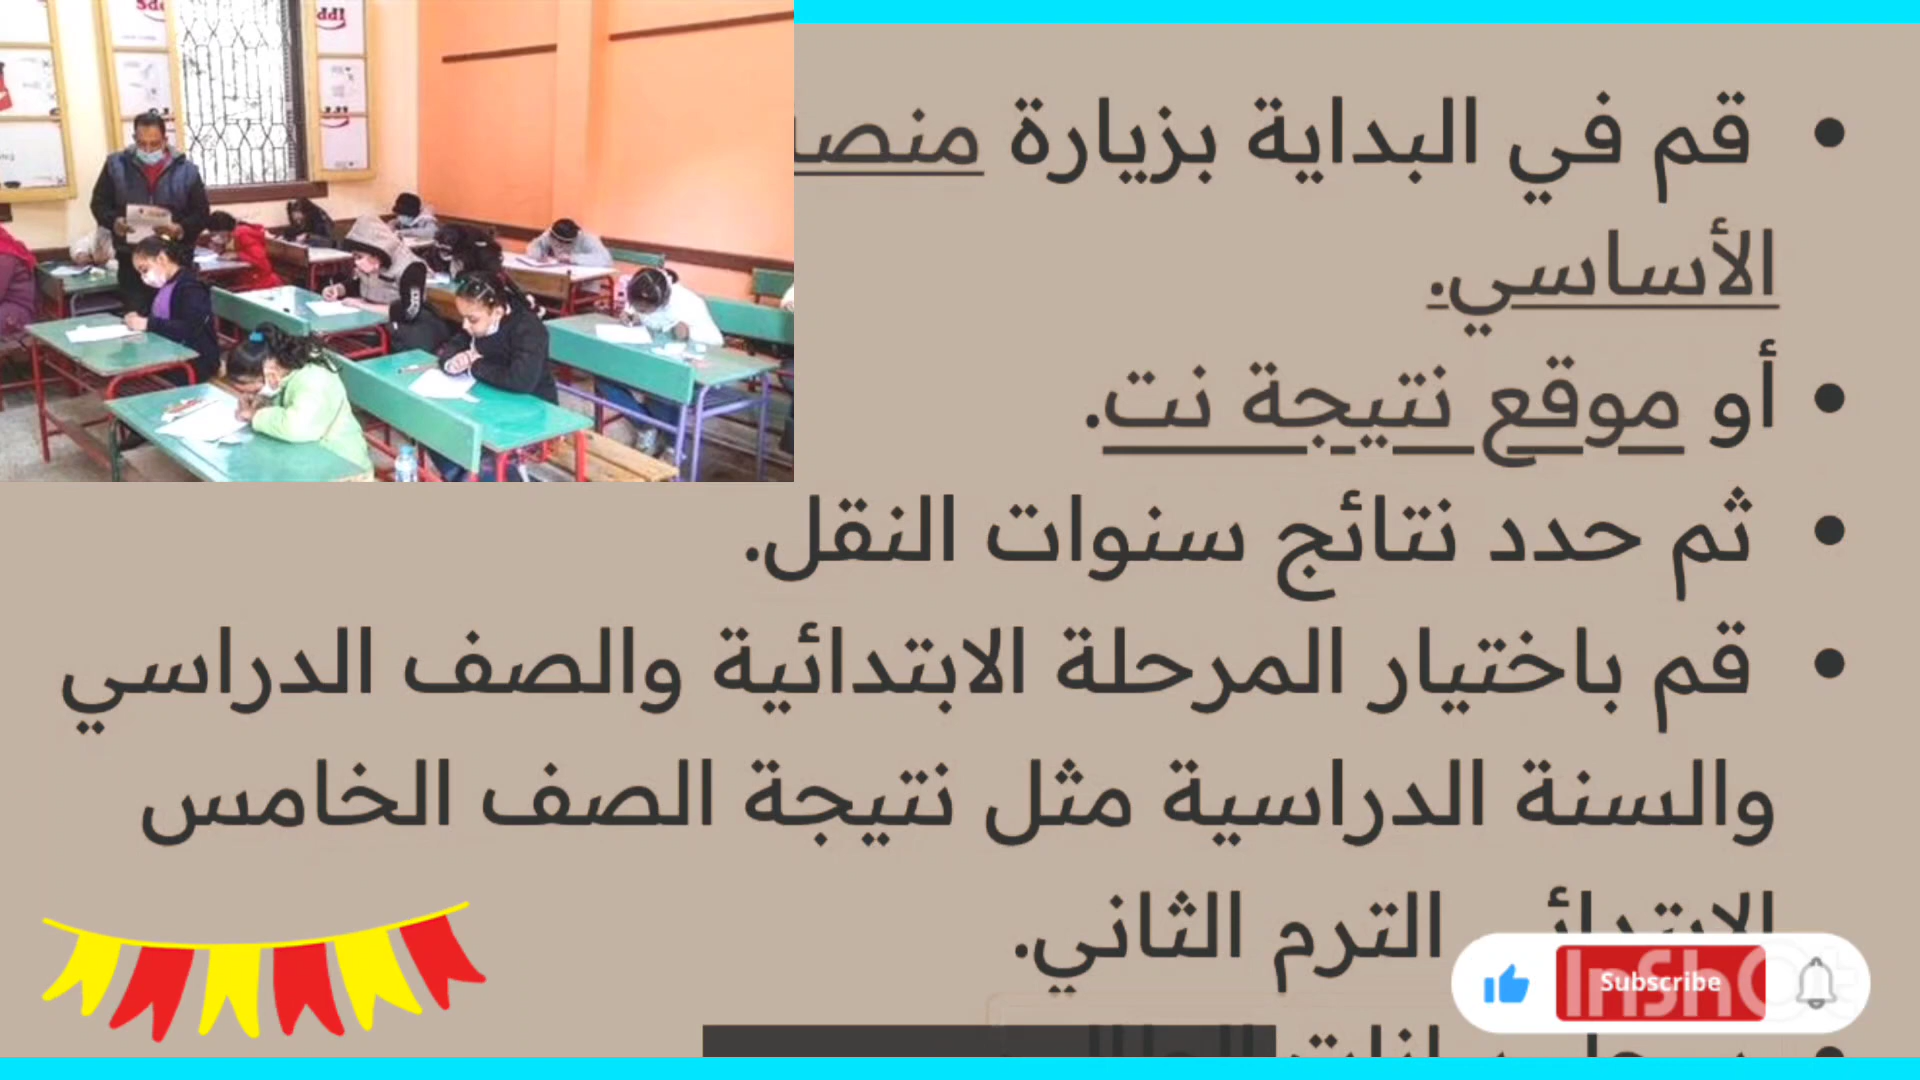 قم في البداية بزيارة
الأساسي.
أو موقع نتيجة نت.
ثم حدد نتائج سنوات النقل.
قم باختيار المرحلة الابتدائية والصف الدراسي
والسنة الدراسية مثل نتيجة الصف الخامس
الترم الثاني.
Subscribe
InShOt